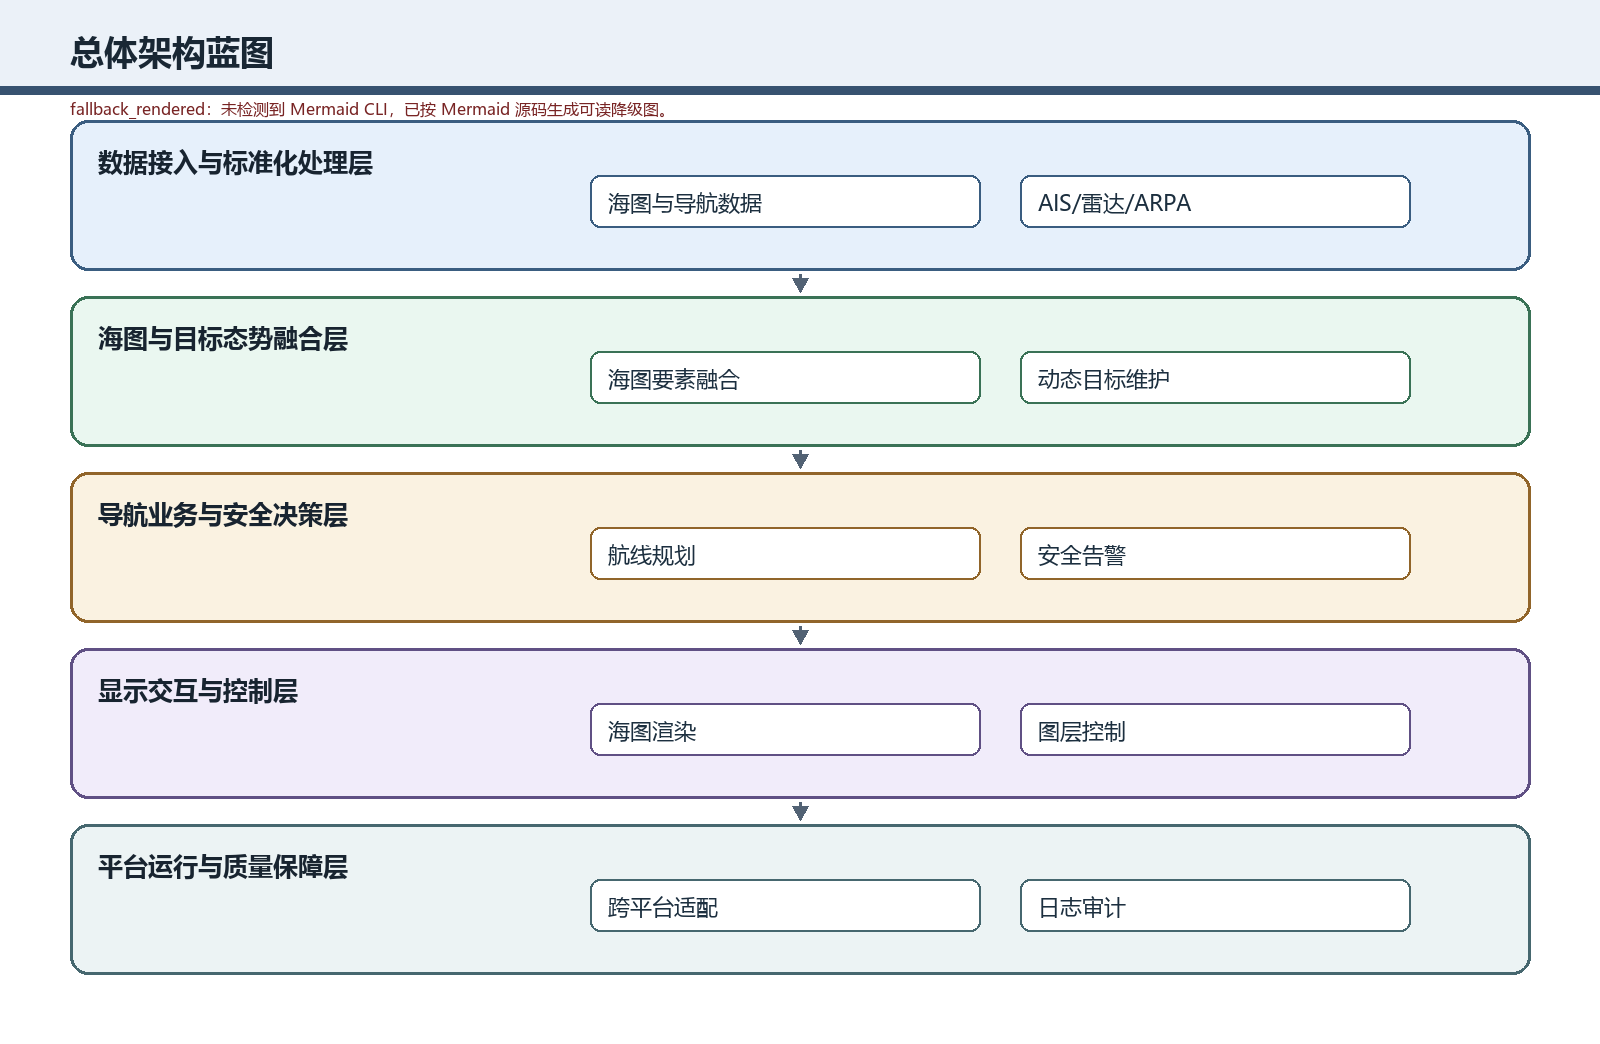 总体架构蓝图
fallback_rendered：未检测到 Mermaid CLI，已按 Mermaid 源码生成可读降级图。
数据接入与标准化处理层
海图与导航数据
AIS/雷达/ARPA
海图与目标态势融合层
海图要素融合
动态目标维护
导航业务与安全决策层
航线规划
安全告警
显示交互与控制层
海图渲染
图层控制
平台运行与质量保障层
跨平台适配
日志审计